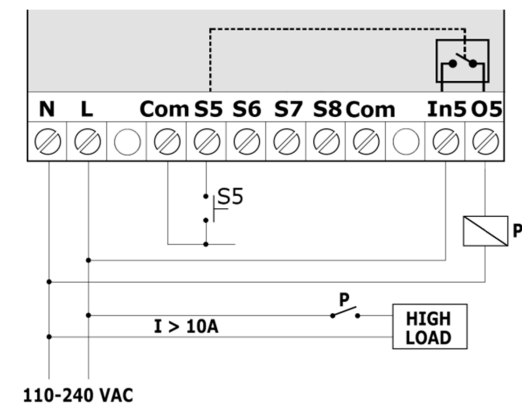 N L Com S5 S6 S7 S8 Com In5 O5
S5
P
P
I > 10A
HIGH
LOAD
110-240 VAC